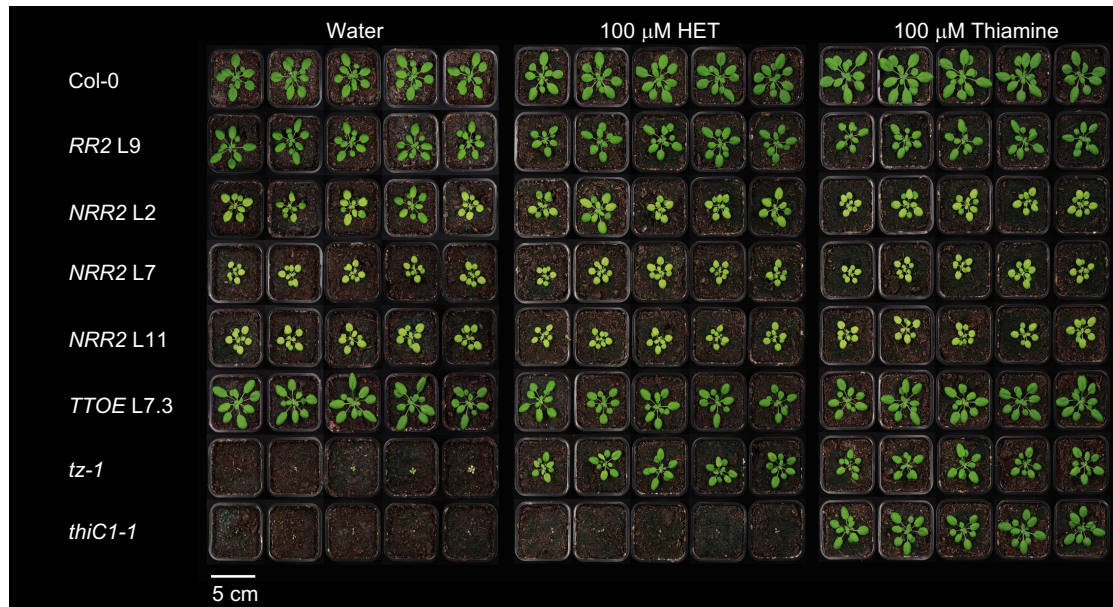 Water 100 μM HET 100 μM Thiamine
Col-0
RR2 L9
NRR2 L2
NRR2 L7
NRR2 L11
TTOE L7.3
tz-1
thiC1-1
5 cm